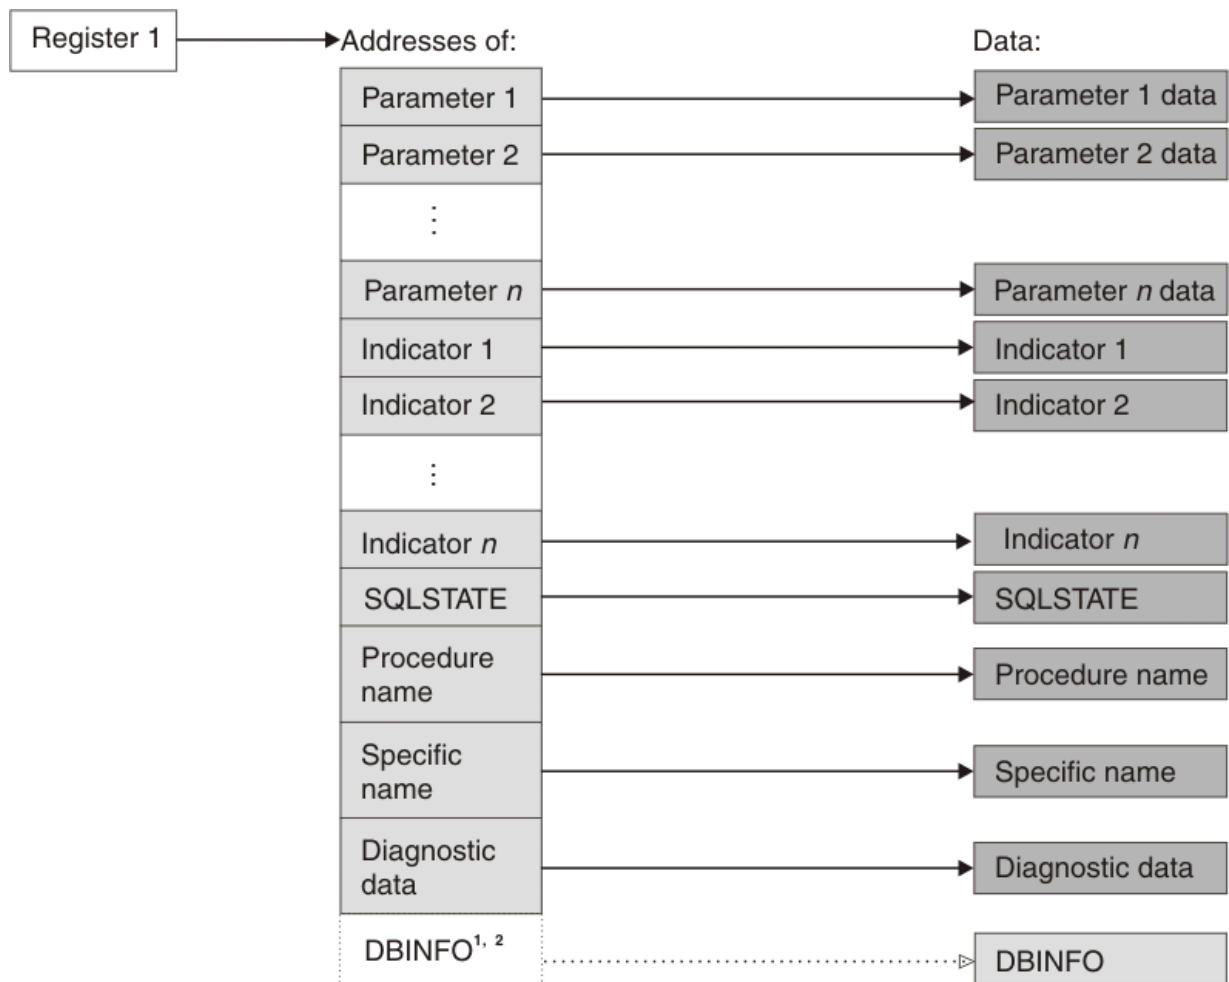 Register 1
Addresses of:
Data:
Parameter 1
Parameter 1 data
Parameter 2
Parameter 2 data
⋮
Parameter n
Parameter n data
Indicator 1
Indicator 1
Indicator 2
Indicator 2
⋮
Indicator n
Indicator n
SQLSTATE
SQLSTATE
Procedure
name
Procedure name
Specific
name
Specific name
Diagnostic
data
Diagnostic data
DBINFO1, 2
DBINFO